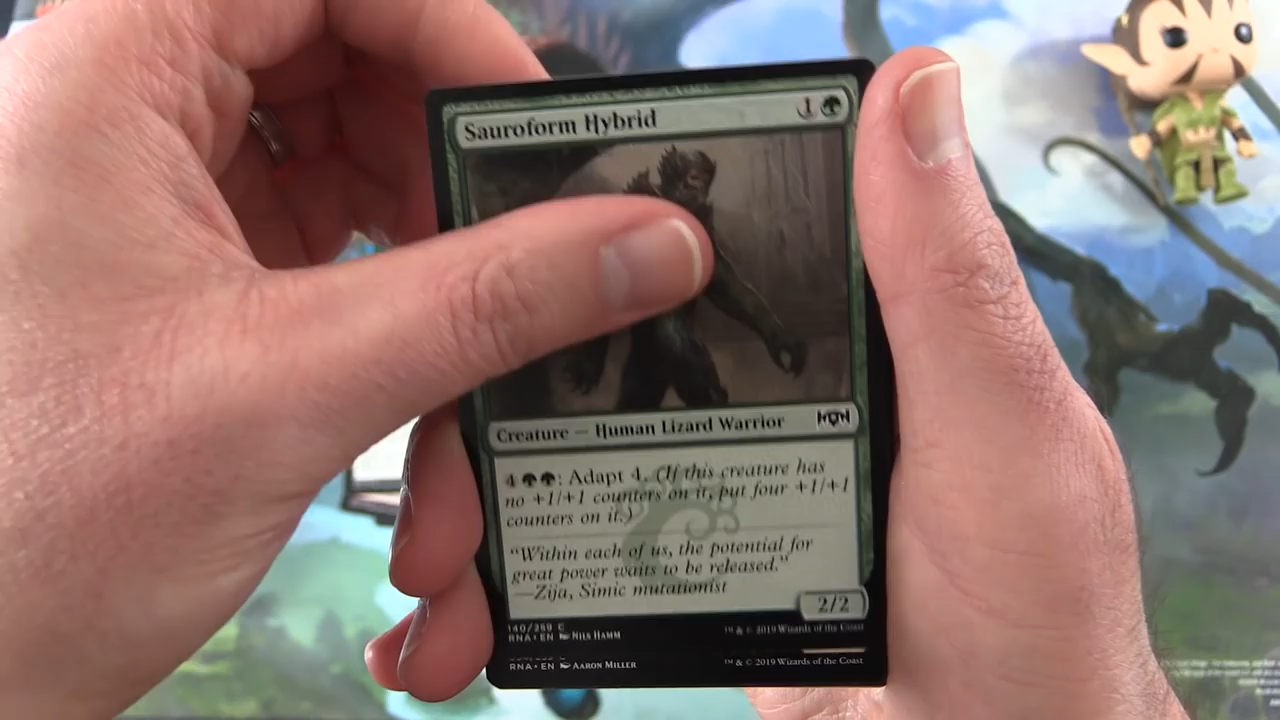 Sauroform Hybrid 1
Creature — Human Lizard Warrior
4 : Adapt 4. (If this creature has
no +1/+1 counters on it, put four +1/+1
counters on it.)
"Within each of us, the potential for
great power waits to be released."
—Zija, Simic mutationist
2/2
140/259 C
RNA • EN Nils Hamm
™ & © 2019 Wizards of the Coast
RNA • EN Aaron Miller
™ & © 2019 Wizards of the Coast